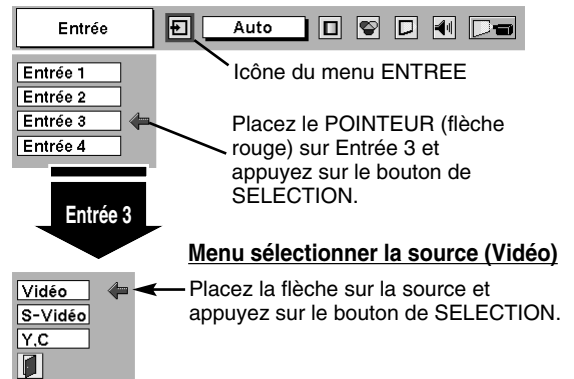 Entrée
Auto
Icône du menu ENTREE
Entrée 1
Entrée 2
Entrée 3
Entrée 4
Placez le POINTEUR (flèche
rouge) sur Entrée 3 et
appuyez sur le bouton de
SELECTION.
Entrée 3
Menu sélectionner la source (Vidéo)
Vidéo
S-Vidéo
Y,C
Placez la flèche sur la source et
appuyez sur le bouton de SELECTION.